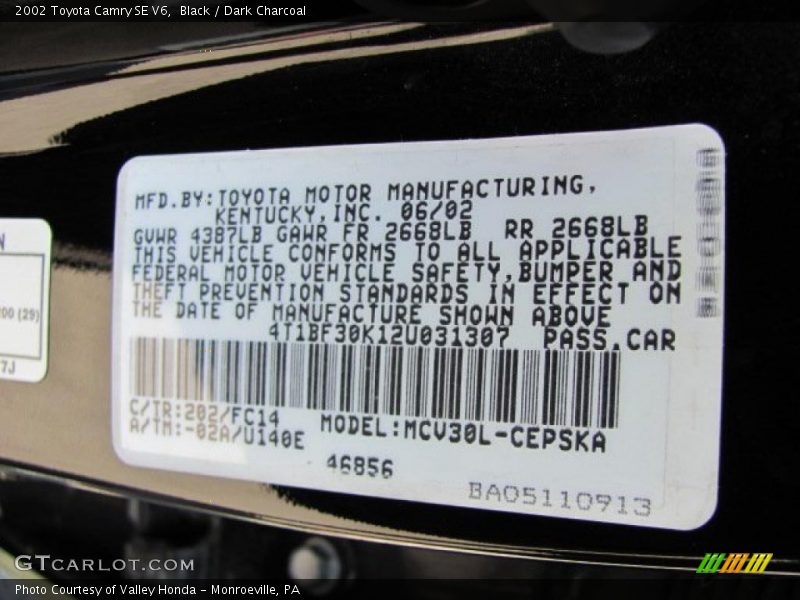 2002 Toyota Camry SE V6,  Black / Dark Charcoal
MFD.BY:TOYOTA MOTOR MANUFACTURING,
KENTUCKY,INC. 06/02
GVWR 4387LB GAWR FR 2668LB  RR 2668LB
THIS VEHICLE CONFORMS TO ALL APPLICABLE
FEDERAL MOTOR VEHICLE SAFETY,BUMPER AND
THEFT PREVENTION STANDARDS IN EFFECT ON
THE DATE OF MANUFACTURE SHOWN ABOVE
4T1BF30K12U031307  PASS.CAR
C/TR:202/FC14
A/TM:-02A/U140E
MODEL:MCV30L-CEPSKA
46856
BA05110913
N
200 (29)
7J
GTCARLOT.COM
Photo Courtesy of Valley Honda - Monroeville, PA